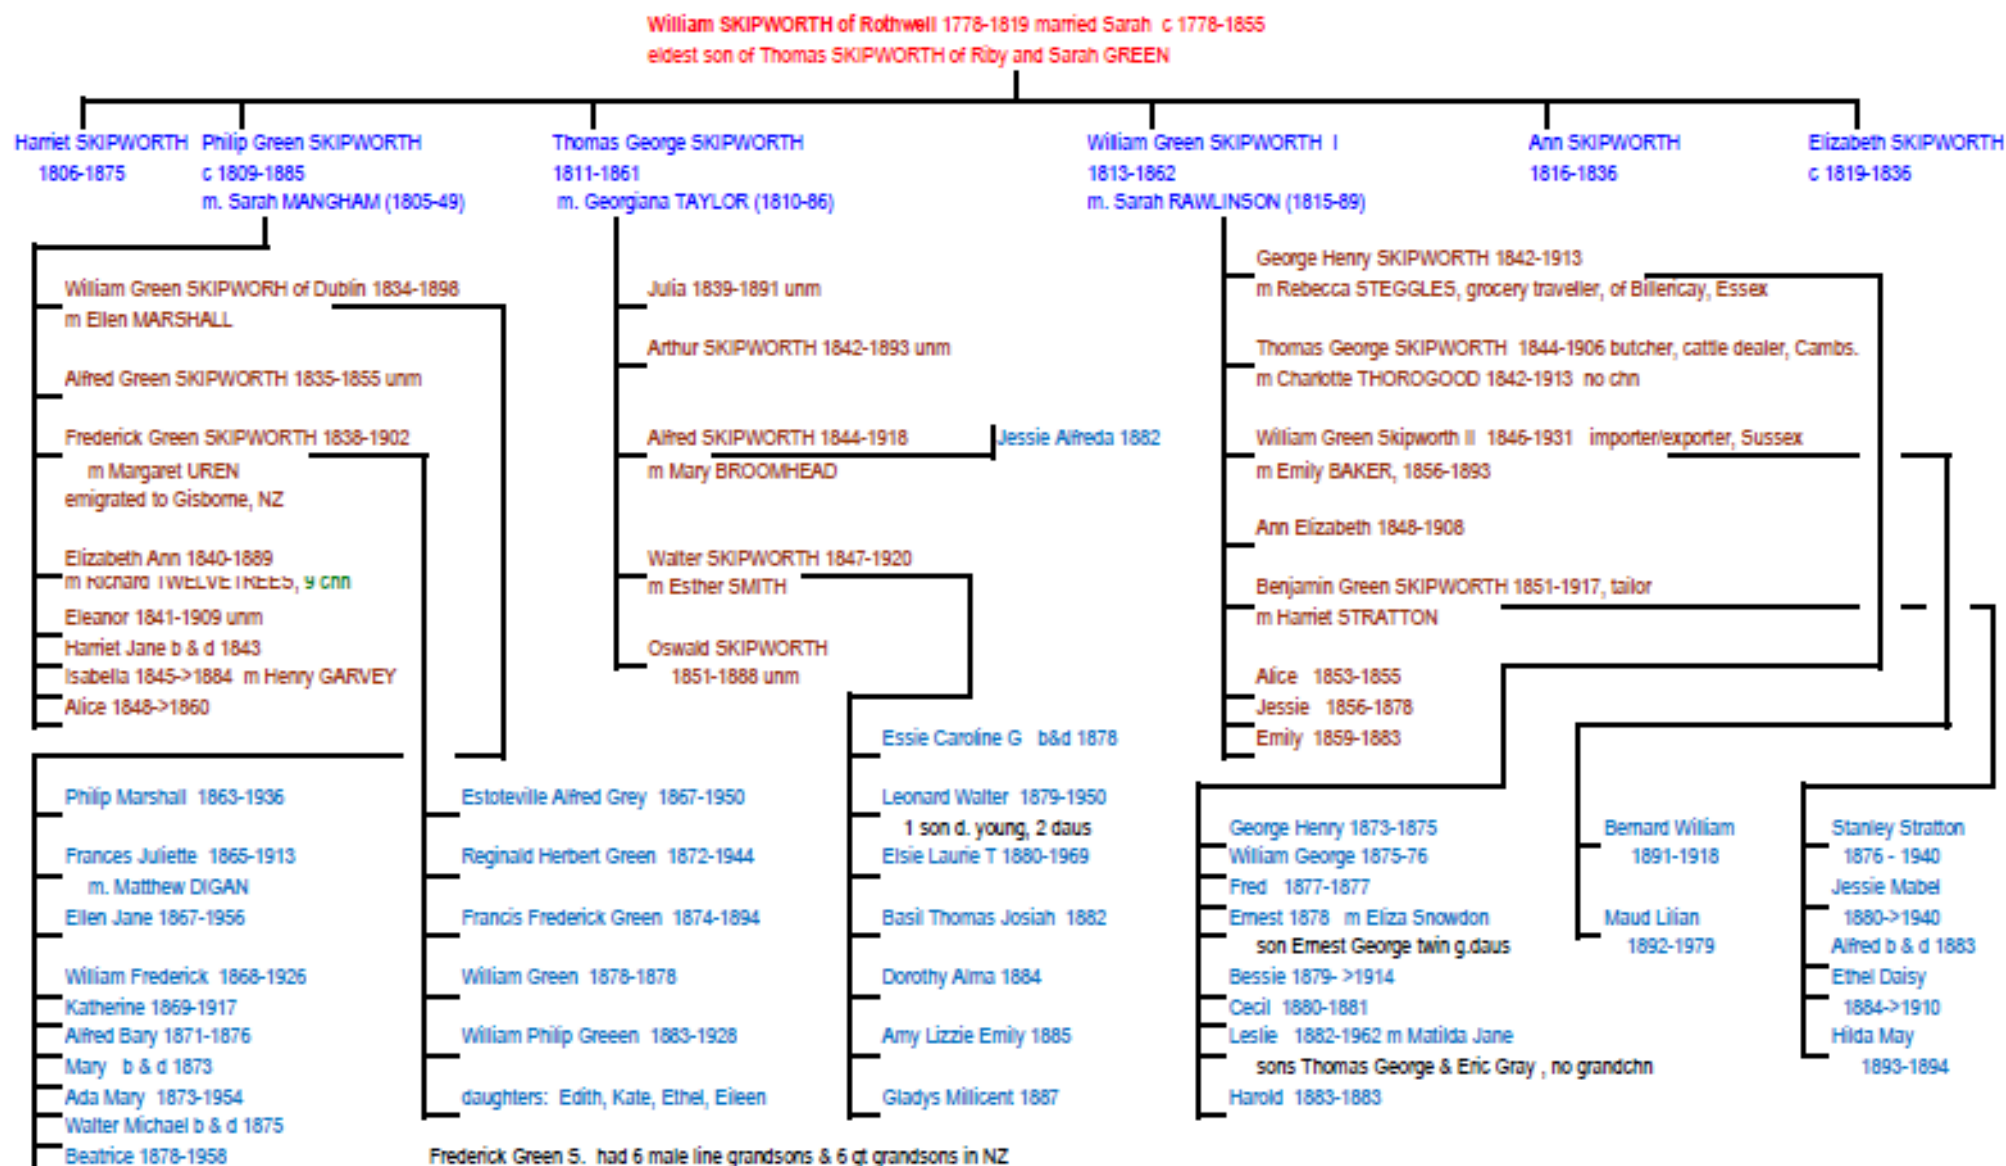 William SKIPWORTH of Rothwell 1778-1819 married Sarah c 1778-1855
eldest son of Thomas SKIPWORTH of Riby and Sarah GREEN
Harriet SKIPWORTH
1806-1875
Philip Green SKIPWORTH
c 1809-1885
m. Sarah MANGHAM (1805-49)
Thomas George SKIPWORTH
1811-1861
m. Georgiana TAYLOR (1810-86)
William Green SKIPWORTH I
1813-1862
m. Sarah RAWLINSON (1815-89)
Ann SKIPWORTH
1816-1836
Elizabeth SKIPWORTH
c 1819-1836
William Green SKIPWORH of Dublin 1834-1898
m Ellen MARSHALL
Alfred Green SKIPWORTH 1835-1855 unm
Frederick Green SKIPWORTH 1838-1902
m Margaret UREN
emigrated to Gisborne, NZ
Elizabeth Ann 1840-1889
m Richard TWELVETREES, 9 chn
Eleanor 1841-1909 unm
Harriet Jane b & d 1843
Isabella 1845->1884 m Henry GARVEY
Alice 1848->1860
Julia 1839-1891 unm
Arthur SKIPWORTH 1842-1893 unm
Alfred SKIPWORTH 1844-1918
m Mary BROOMHEAD
Jessie Alfreda 1882
Walter SKIPWORTH 1847-1920
m Esther SMITH
Oswald SKIPWORTH
1851-1888 unm
George Henry SKIPWORTH 1842-1913
m Rebecca STEGGLES, grocery traveller, of Billericay, Essex
Thomas George SKIPWORTH 1844-1906 butcher, cattle dealer, Cambs.
m Charlotte THOROGOOD 1842-1913 no chn
William Green Skipworth II 1846-1931 importer/exporter, Sussex
m Emily BAKER, 1856-1893
Ann Elizabeth 1848-1908
Benjamin Green SKIPWORTH 1851-1917, tailor
m Harriet STRATTON
Alice 1853-1855
Jessie 1856-1878
Emily 1859-1883
Philip Marshall 1863-1936
Frances Juliette 1865-1913
m. Matthew DIGAN
Ellen Jane 1867-1956
William Frederick 1868-1926
Katherine 1869-1917
Alfred Bary 1871-1876
Mary b & d 1873
Ada Mary 1873-1954
Walter Michael b & d 1875
Beatrice 1878-1958
Estoteville Alfred Grey 1867-1950
Reginald Herbert Green 1872-1944
Francis Frederick Green 1874-1894
William Green 1878-1878
William Philip Greeen 1883-1928
daughters: Edith, Kate, Ethel, Eileen
Frederick Green S. had 6 male line grandsons & 6 gt grandsons in NZ
Essie Caroline G b&d 1878
Leonard Walter 1879-1950
1 son d. young, 2 daus
Elsie Laurie T 1880-1969
Basil Thomas Josiah 1882
Dorothy Alma 1884
Amy Lizzie Emily 1885
Gladys Millicent 1887
George Henry 1873-1875
William George 1875-76
Fred 1877-1877
Ernest 1878 m Eliza Snowdon
son Ernest George twin g.daus
Bessie 1879- >1914
Cecil 1880-1881
Leslie 1882-1962 m Matilda Jane
sons Thomas George & Eric Gray , no grandchn
Harold 1883-1883
Bernard William
1891-1918
Maud Lilian
1892-1979
Stanley Stratton
1876 - 1940
Jessie Mabel
1880->1940
Alfred b & d 1883
Ethel Daisy
1884->1910
Hilda May
1893-1894